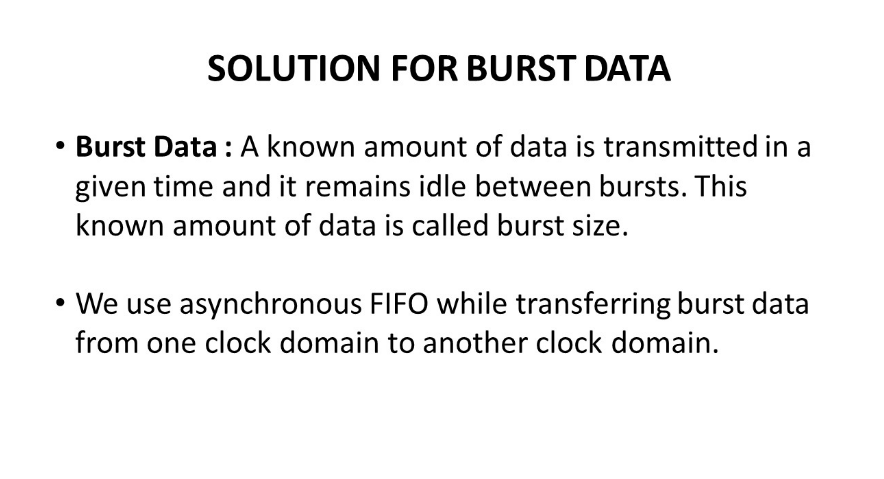 SOLUTION FOR BURST DATA
• Burst Data : A known amount of data is transmitted in a
given time and it remains idle between bursts. This
known amount of data is called burst size.
• We use asynchronous FIFO while transferring burst data
from one clock domain to another clock domain.